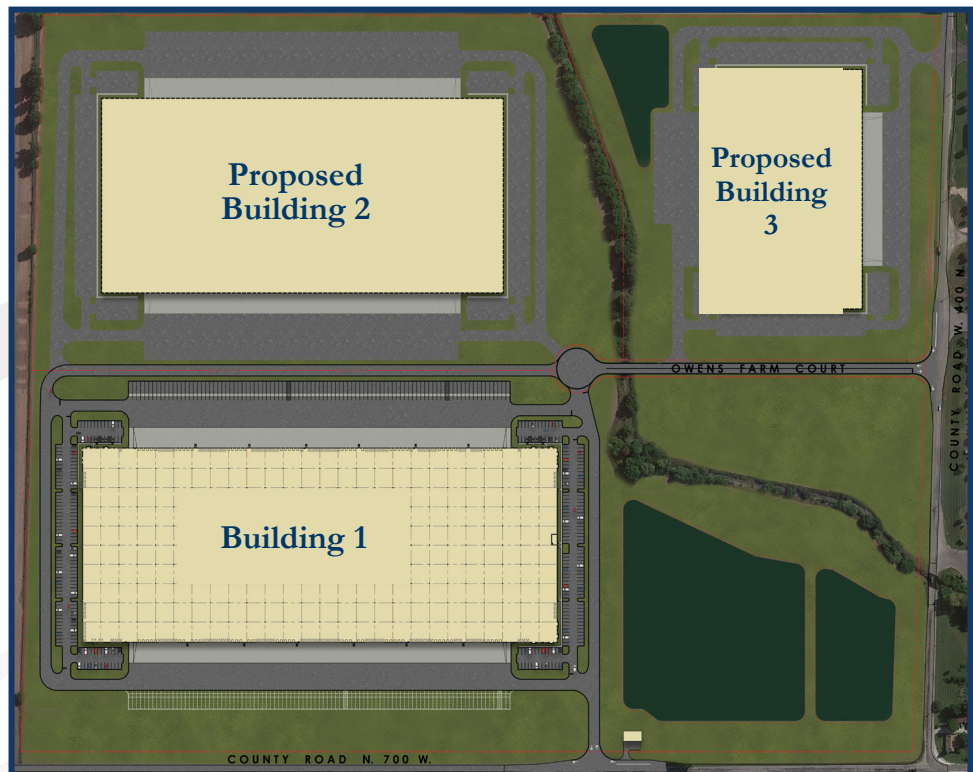 Proposed
Building 2
Proposed
Building
3
OWENS FARM COURT
COUNTY ROAD W. 400 N.
Building 1
COUNTY ROAD N. 700 W.